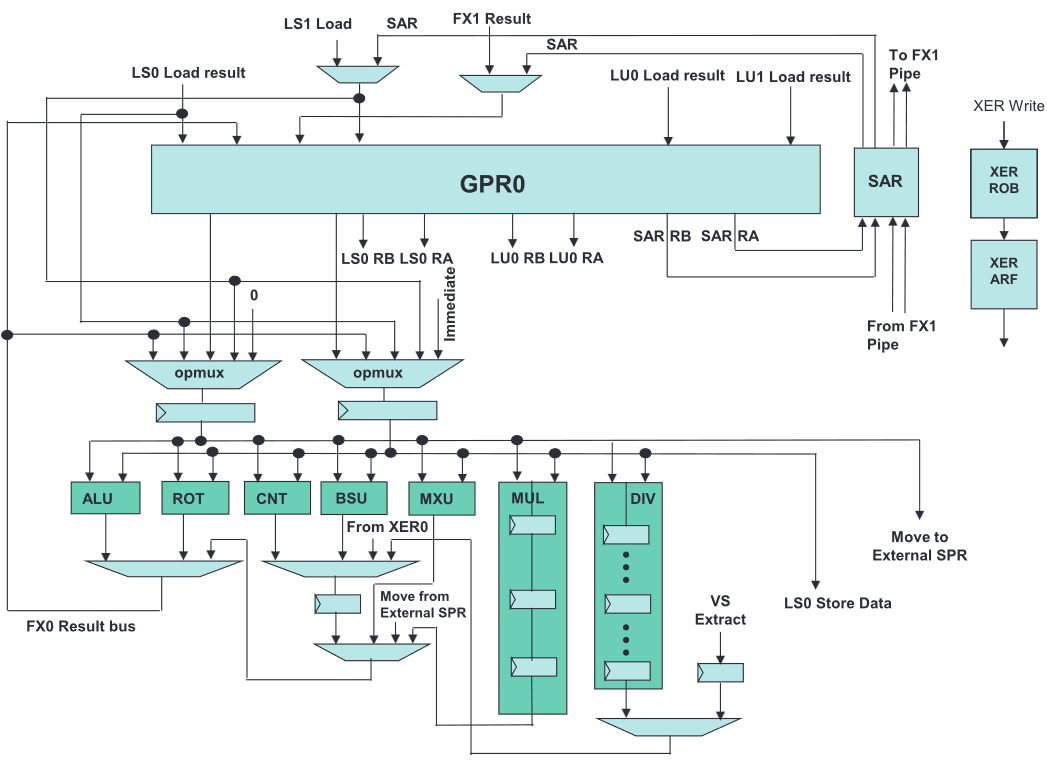 LS1 Load
SAR
FX1 Result
SAR
To FX1
Pipe
LS0 Load result
LU0 Load result
LU1 Load result
XER Write
GPR0
SAR
XER
ROB
SAR RB
SAR RA
LS0 RB
LS0 RA
LU0 RB
LU0 RA
XER
ARF
0
Immediate
From FX1
Pipe
opmux
opmux
ALU
ROT
CNT
BSU
MXU
MUL
DIV
From XER0
Move to
External SPR
Move from
External SPR
LS0 Store Data
VS
Extract
FX0 Result bus